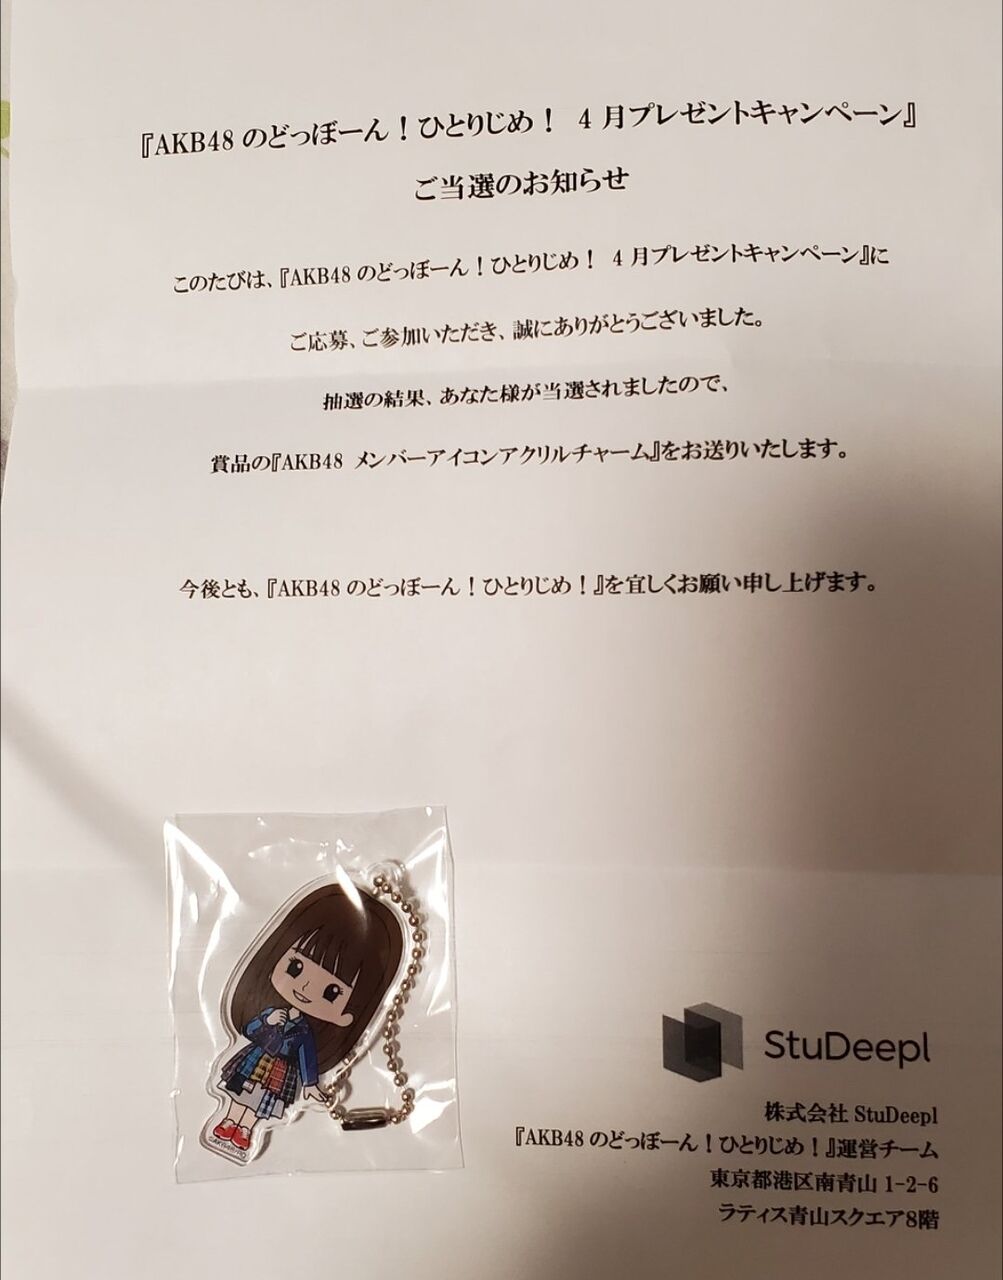 『AKB48 のどっぼーん！ひとりじめ！ 4月プレゼントキャンペーン』
ご当選のお知らせ
このたびは、『AKB48 のどっぼーん！ひとりじめ！ 4月プレゼントキャンペーン』に
ご応募、ご参加いただき、誠にありがとうございました。
抽選の結果、あなた様が当選されましたので、
賞品の『AKB48 メンバーアイコンアクリルチャーム』をお送りいたします。
今後とも、『AKB48 のどっぼーん！ひとりじめ！』を宜しくお願い申し上げます。
StuDeepl
株式会社 StuDeepl
『AKB48 のどっぼーん！ひとりじめ！』運営チーム
東京都港区南青山 1-2-6
ラティス青山スクエア8階